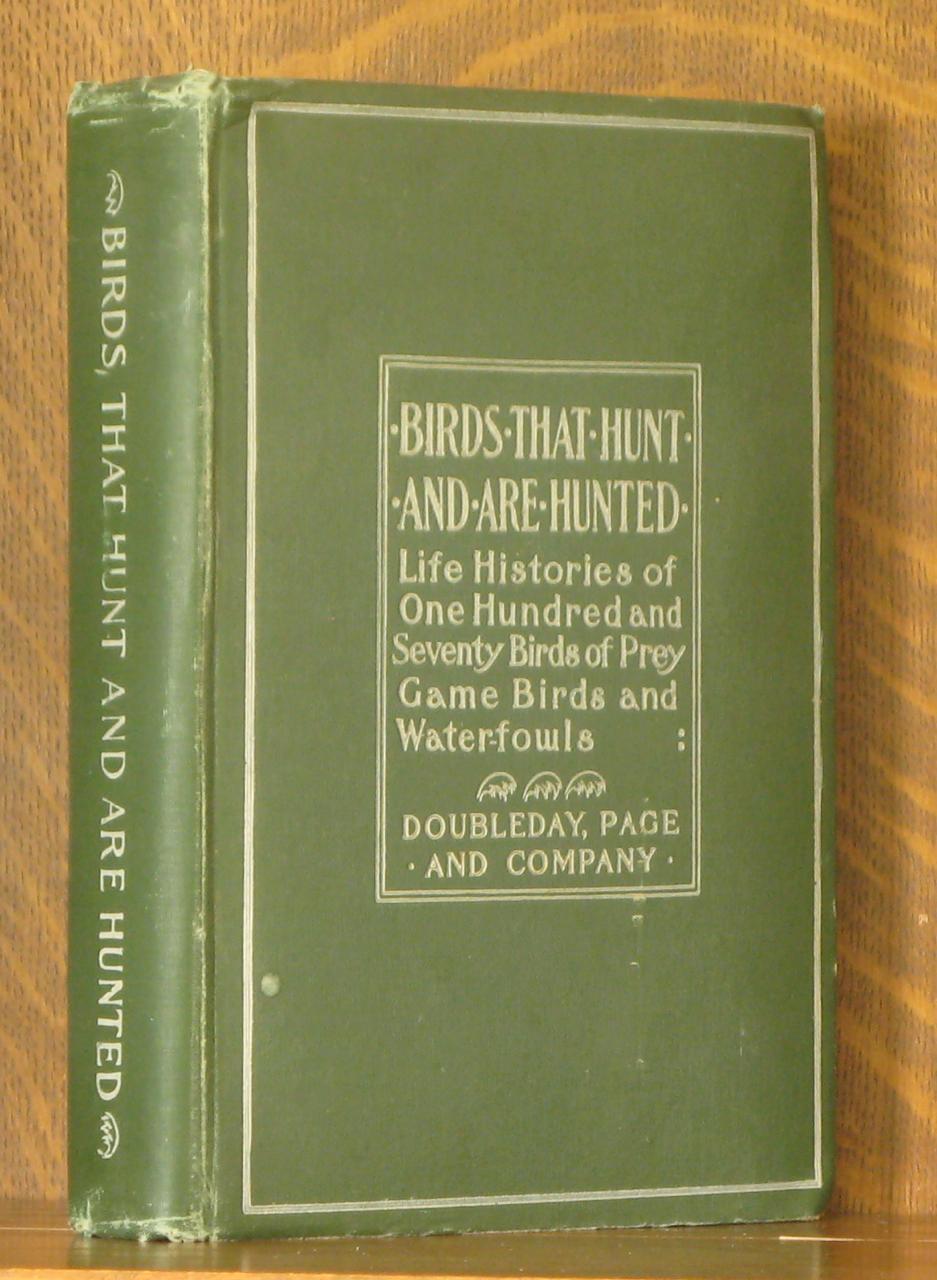 BIRDS, THAT HUNT AND ARE HUNTED
·BIRDS·THAT·HUNT·
·AND·ARE·HUNTED·
Life Histories of
One Hundred and
Seventy Birds of Prey
Game Birds and
Water-fowls :
DOUBLEDAY, PAGE
· AND COMPANY ·